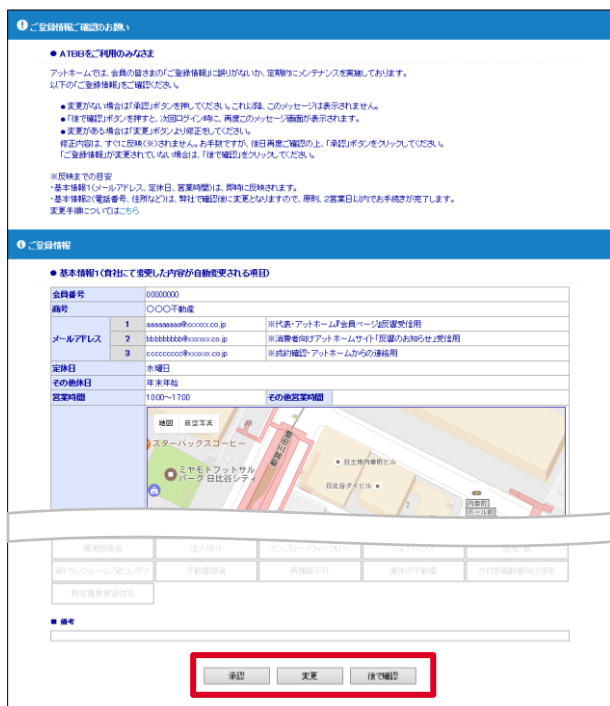 ご登録情報ご確認のお願い
● ATBBをご利用のみなさま
アットホームでは、会員の皆さまの「ご登録情報」に誤りがないか、定期的にメンテナンスを実施しております。
以下の「ご登録情報」をご確認ください。
●変更がない場合は「承認」ボタンを押してください。これ以降、このメッセージは表示されません。
●「後で確認」ボタンを押すと、次回ログイン時に、再度このメッセージ画面が表示されます。
●変更がある場合は「変更」ボタンより修正をしてください。
修正内容は、すぐに反映(※)されません。お手数ですが、後日再度ご確認の上、「承認」ボタンをクリックしてください。
「ご登録情報」が変更されていない場合は、「後で確認」をクリックしてください。
※反映までの目安
・基本情報1(メールアドレス、定休日、営業時間)は、即時に反映されます。
・基本情報2(電話番号、住所など)は、弊社で確認後に変更となりますので、原則、2営業日以内でお手続きが完了します。
変更手順についてはこちら
ご登録情報
● 基本情報1(貴社にて変更した内容が自動変更される項目)
会員番号 00000000
商号 〇〇〇不動産
メールアドレス
1 aaaaaaaaa@xxxxxx.co.jp ※代表・アットホーム『会員ページ』反響受信用
2 bbbbbbbbb@xxxxxx.co.jp ※消費者向けアットホームサイト「反響のお知らせ」受信用
3 ccccccccc@xxxxxx.co.jp ※成約確認・アットホームからの連絡用
定休日 水曜日
その他休日 年末年始
営業時間 10:00～17:00 その他営業時間
地図 航空写真
スターバックスコーヒー
ミヤモトフットサル
パーク 日比谷シティ
日土地内幸町ビル
日比谷ダイビル
2
内幸町
ホール前
法人仲介 マンスリー・ウィークリー
貸トランクルーム/貸コンテナ 不動産投資 再建築不可 海外の不動産 サ付き高齢者向け住宅
特定優良賃貸住宅
■ 備考
承認 変更 後で確認